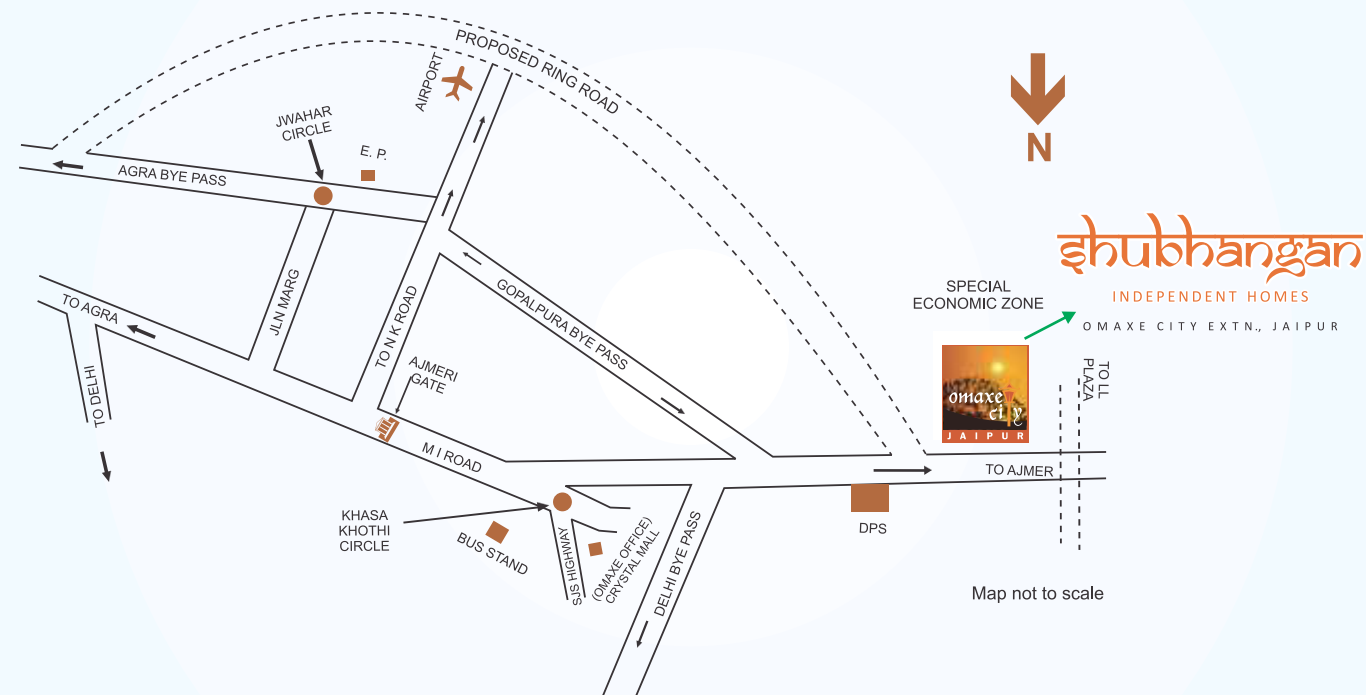 PROPOSED RING ROAD
AIRPORT
N
JWAHAR
CIRCLE
E. P.
AGRA BYE PASS
shubhangan
INDEPENDENT HOMES
OMAXE CITY EXTN., JAIPUR
SPECIAL
ECONOMIC ZONE
TO AGRA
JLN MARG
TO N K ROAD
GOPALPURA BYE PASS
AJMERI
GATE
TO DELHI
omaxe
city
JAIPUR
TO LL
PLAZA
M I ROAD
TO AJMER
KHASA
KHOTHI
CIRCLE
BUS STAND
SJS HIGHWAY
(OMAXE OFFICE)
CRYSTAL MALL
DELHI BYE PASS
DPS
Map not to scale